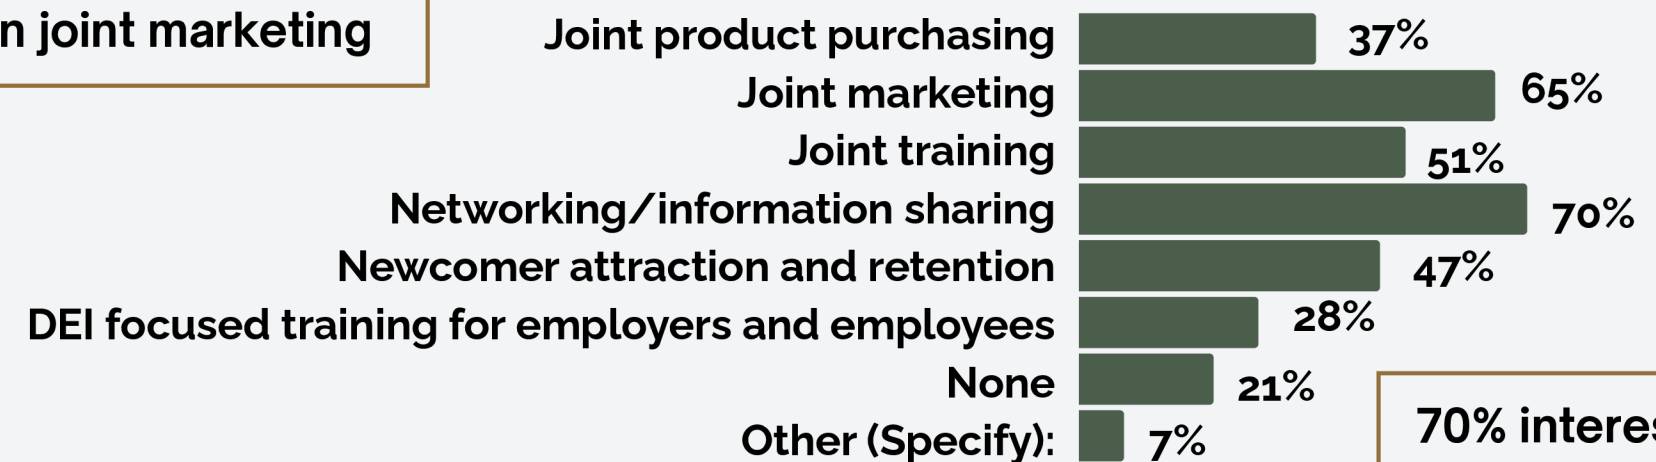 n joint marketing
Joint product purchasing 37%
Joint marketing 65%
Joint training 51%
Networking/information sharing 70%
Newcomer attraction and retention 47%
DEI focused training for employers and employees 28%
None 21%
Other (Specify): 7%
70% interes